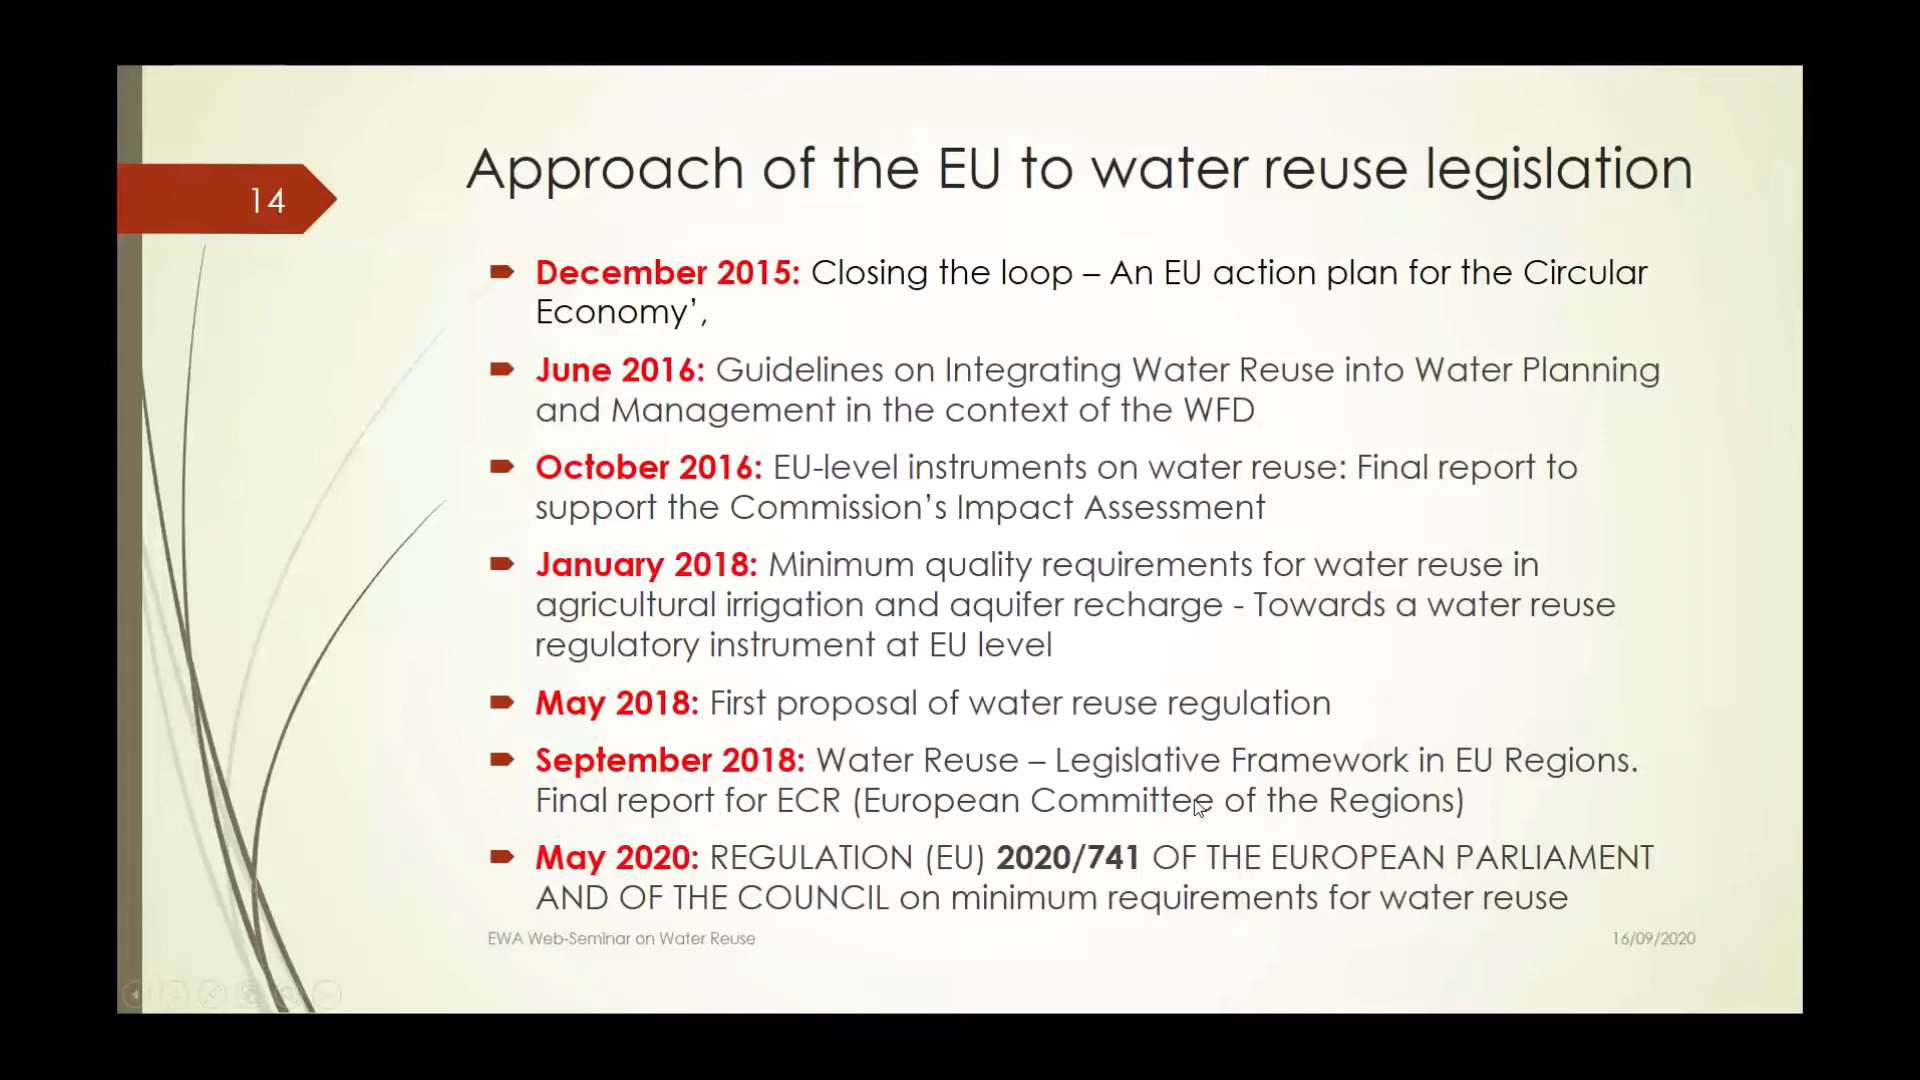 14
Approach of the EU to water reuse legislation
December 2015: Closing the loop – An EU action plan for the Circular
Economy’,
June 2016: Guidelines on Integrating Water Reuse into Water Planning
and Management in the context of the WFD
October 2016: EU-level instruments on water reuse: Final report to
support the Commission’s Impact Assessment
January 2018: Minimum quality requirements for water reuse in
agricultural irrigation and aquifer recharge - Towards a water reuse
regulatory instrument at EU level
May 2018: First proposal of water reuse regulation
September 2018: Water Reuse – Legislative Framework in EU Regions.
Final report for ECR (European Committee of the Regions)
May 2020: REGULATION (EU) 2020/741 OF THE EUROPEAN PARLIAMENT
AND OF THE COUNCIL on minimum requirements for water reuse
EWA Web-Seminar on Water Reuse
16/09/2020